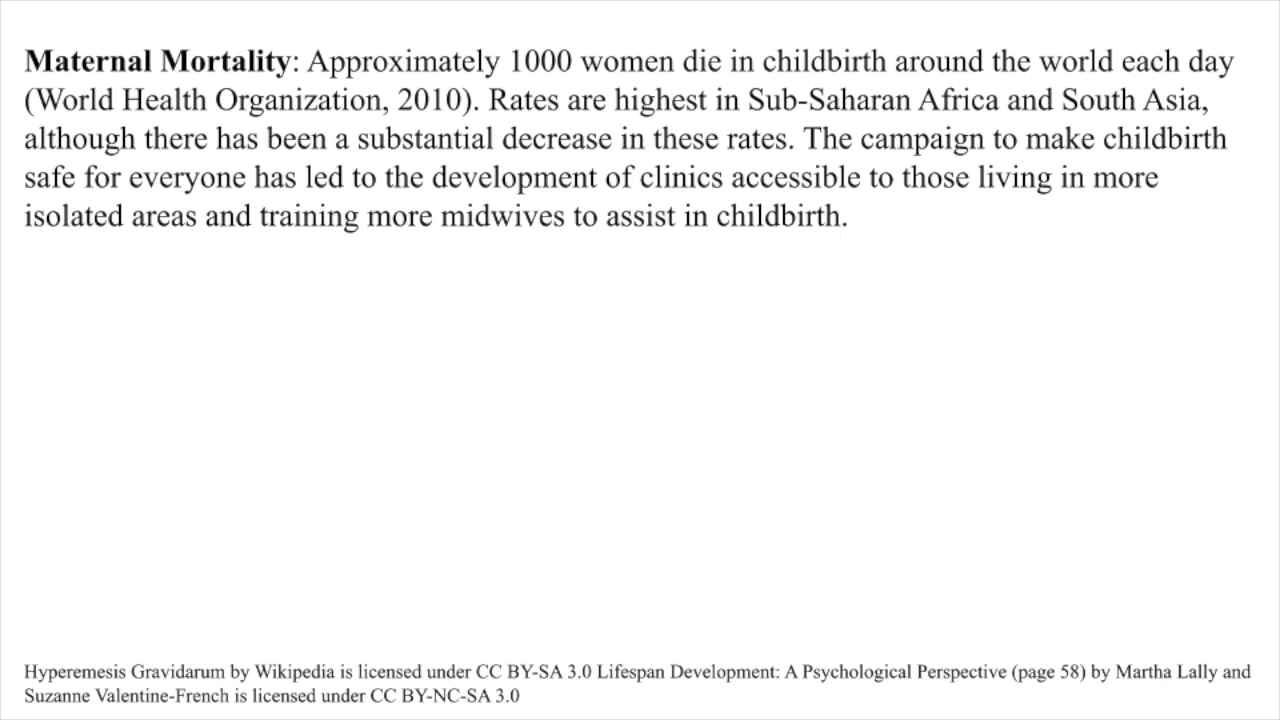 Maternal Mortality: Approximately 1000 women die in childbirth around the world each day
(World Health Organization, 2010). Rates are highest in Sub-Saharan Africa and South Asia,
although there has been a substantial decrease in these rates. The campaign to make childbirth
safe for everyone has led to the development of clinics accessible to those living in more
isolated areas and training more midwives to assist in childbirth.
Hyperemesis Gravidarum by Wikipedia is licensed under CC BY-SA 3.0 Lifespan Development: A Psychological Perspective (page 58) by Martha Lally and
Suzanne Valentine-French is licensed under CC BY-NC-SA 3.0